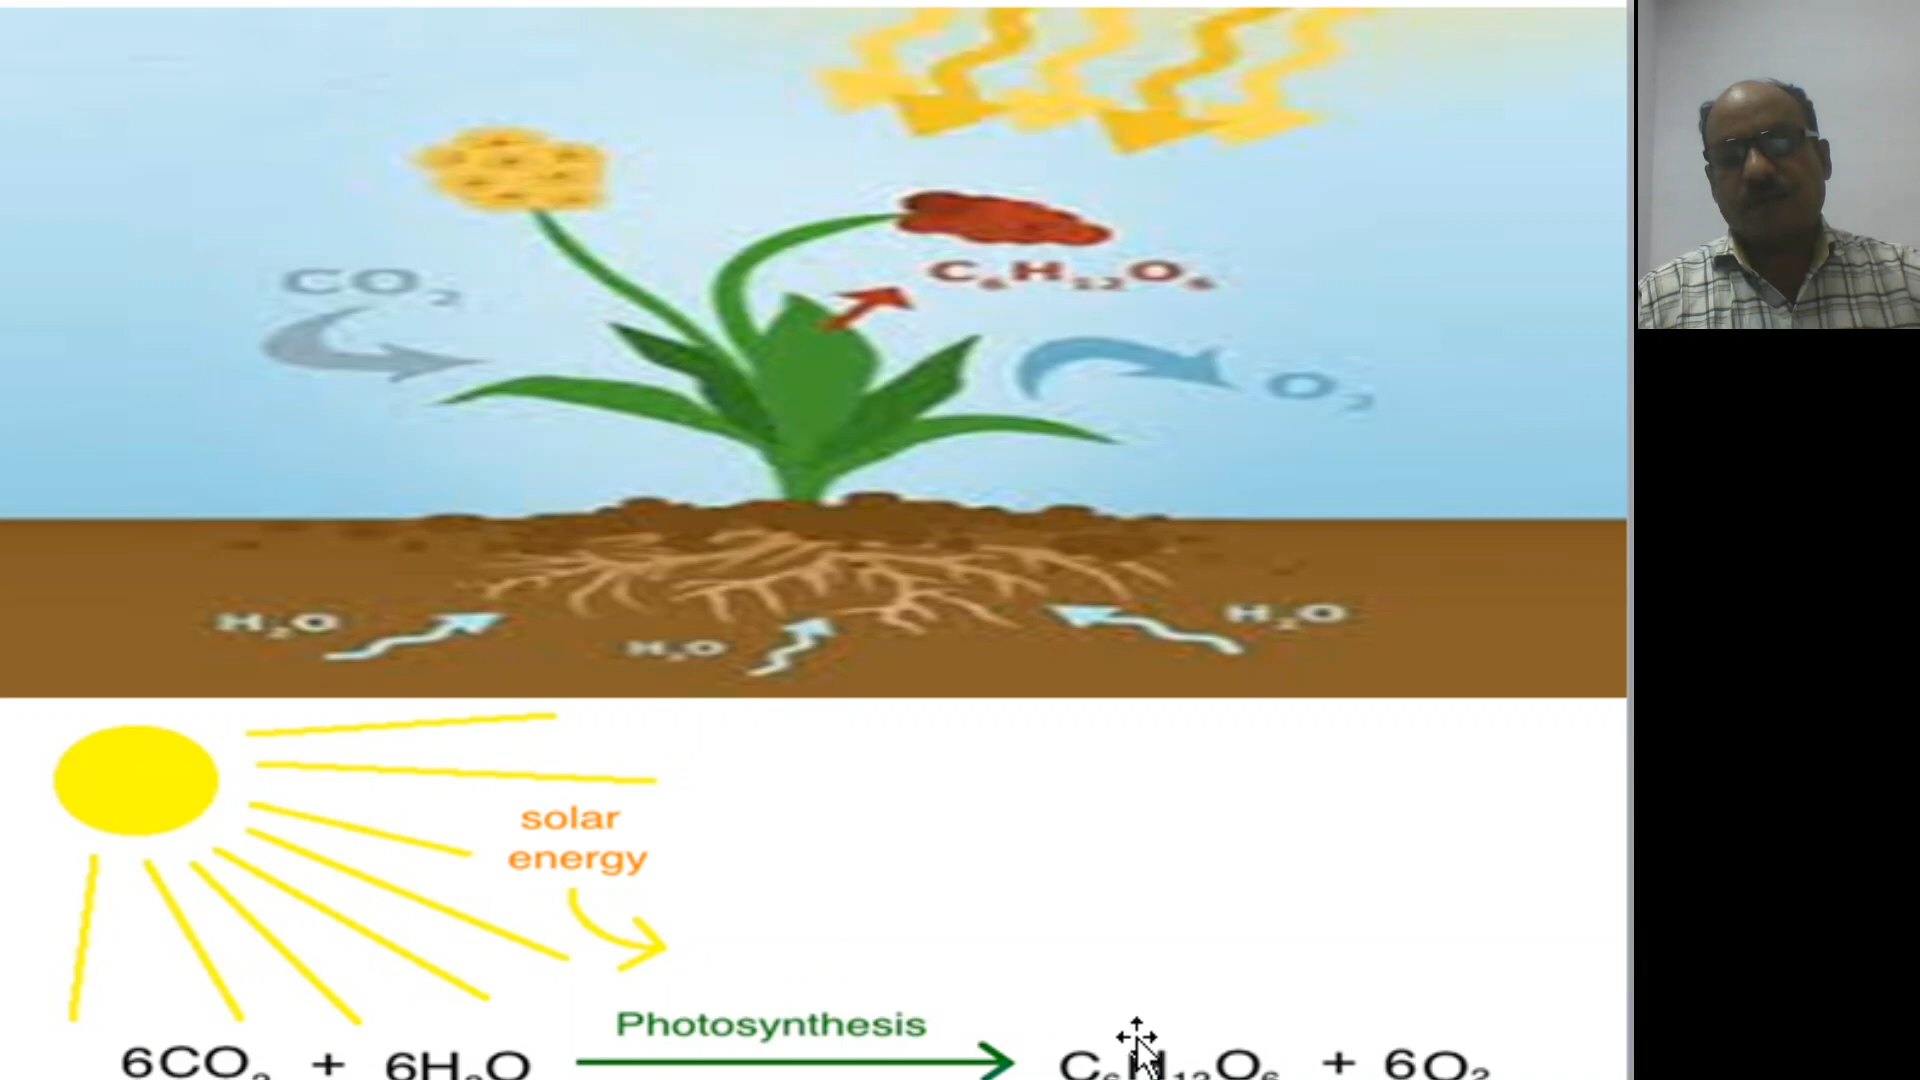 CO₂
C₆H₁₂O₆
O₂
H₂O
H₂O
H₂O
solar
energy
Photosynthesis
6CO₂ + 6H₂O → C₆H₁₂O₆ + 6O₂